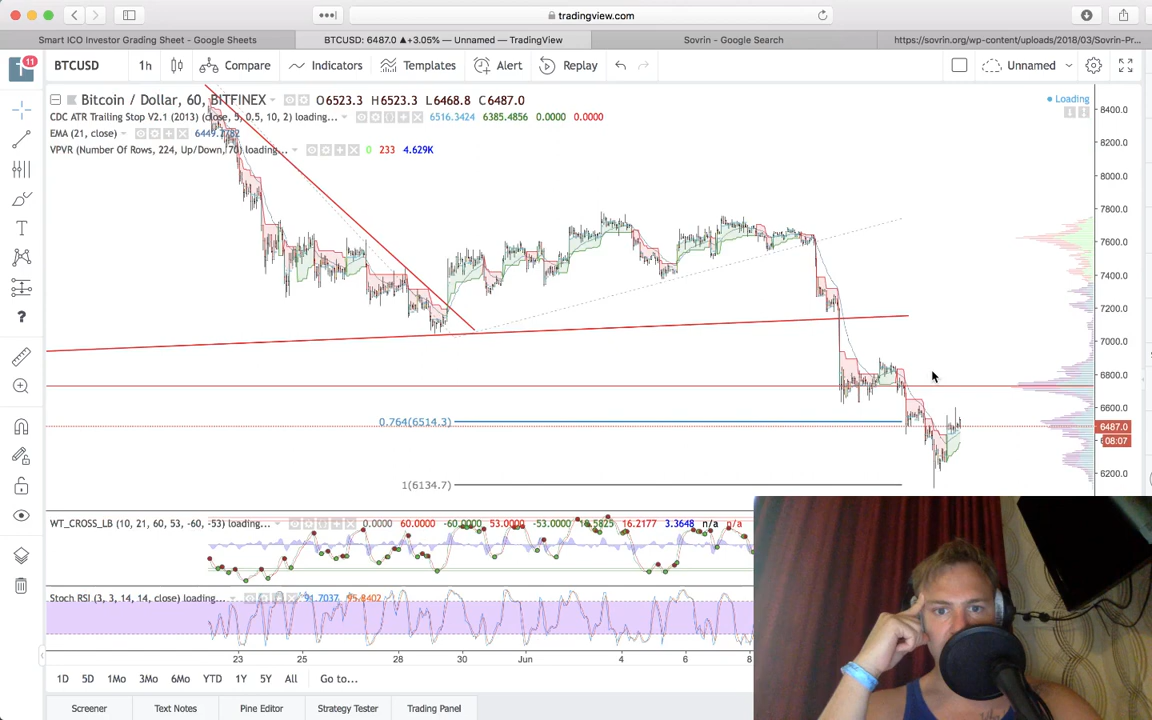 tradingview.com
Smart ICO Investor Grading Sheet - Google Sheets
BTCUSD: 6487.0 ▲+3.05% — Unnamed — TradingView
Sovrin - Google Search
https://sovrin.org/wp-content/uploads/2018/03/Sovrin-Pr...
11
BTCUSD
1h
Compare
Indicators
Templates
Alert
Replay
Unnamed
Bitcoin / Dollar, 60, BITFINEX
O6523.3 H6523.3 L6468.8 C6487.0
Loading
CDC ATR Trailing Stop V2.1 (2013) (close, 5, 0.5, 10, 2) loading...
6516.3424 6385.4856 0.0000 0.0000
EMA (21, close)
VPVR (Number Of Rows, 224, Up/Down, 70) loading...
0 233 4.629K
8400.0
8200.0
8000.0
7800.0
7600.0
7400.0
7200.0
7000.0
6800.0
6600.0
0.764(6514.3)
6487.0
08:07
6200.0
1(6134.7)
WT_CROSS_LB (10, 21, 60, 53, -60, -53) loading...
0.0000 60.0000 -60.0000 53.0000 -53.0000
16.2177 3.3648 n/a n/a
Stoch RSI (3, 3, 14, 14, close) loading...
91.7037 95.8402
23 25 28 30 Jun 4 6 8
1D 5D 1Mo 3Mo 6Mo YTD 1Y 5Y All Go to...
Screener
Text Notes
Pine Editor
Strategy Tester
Trading Panel